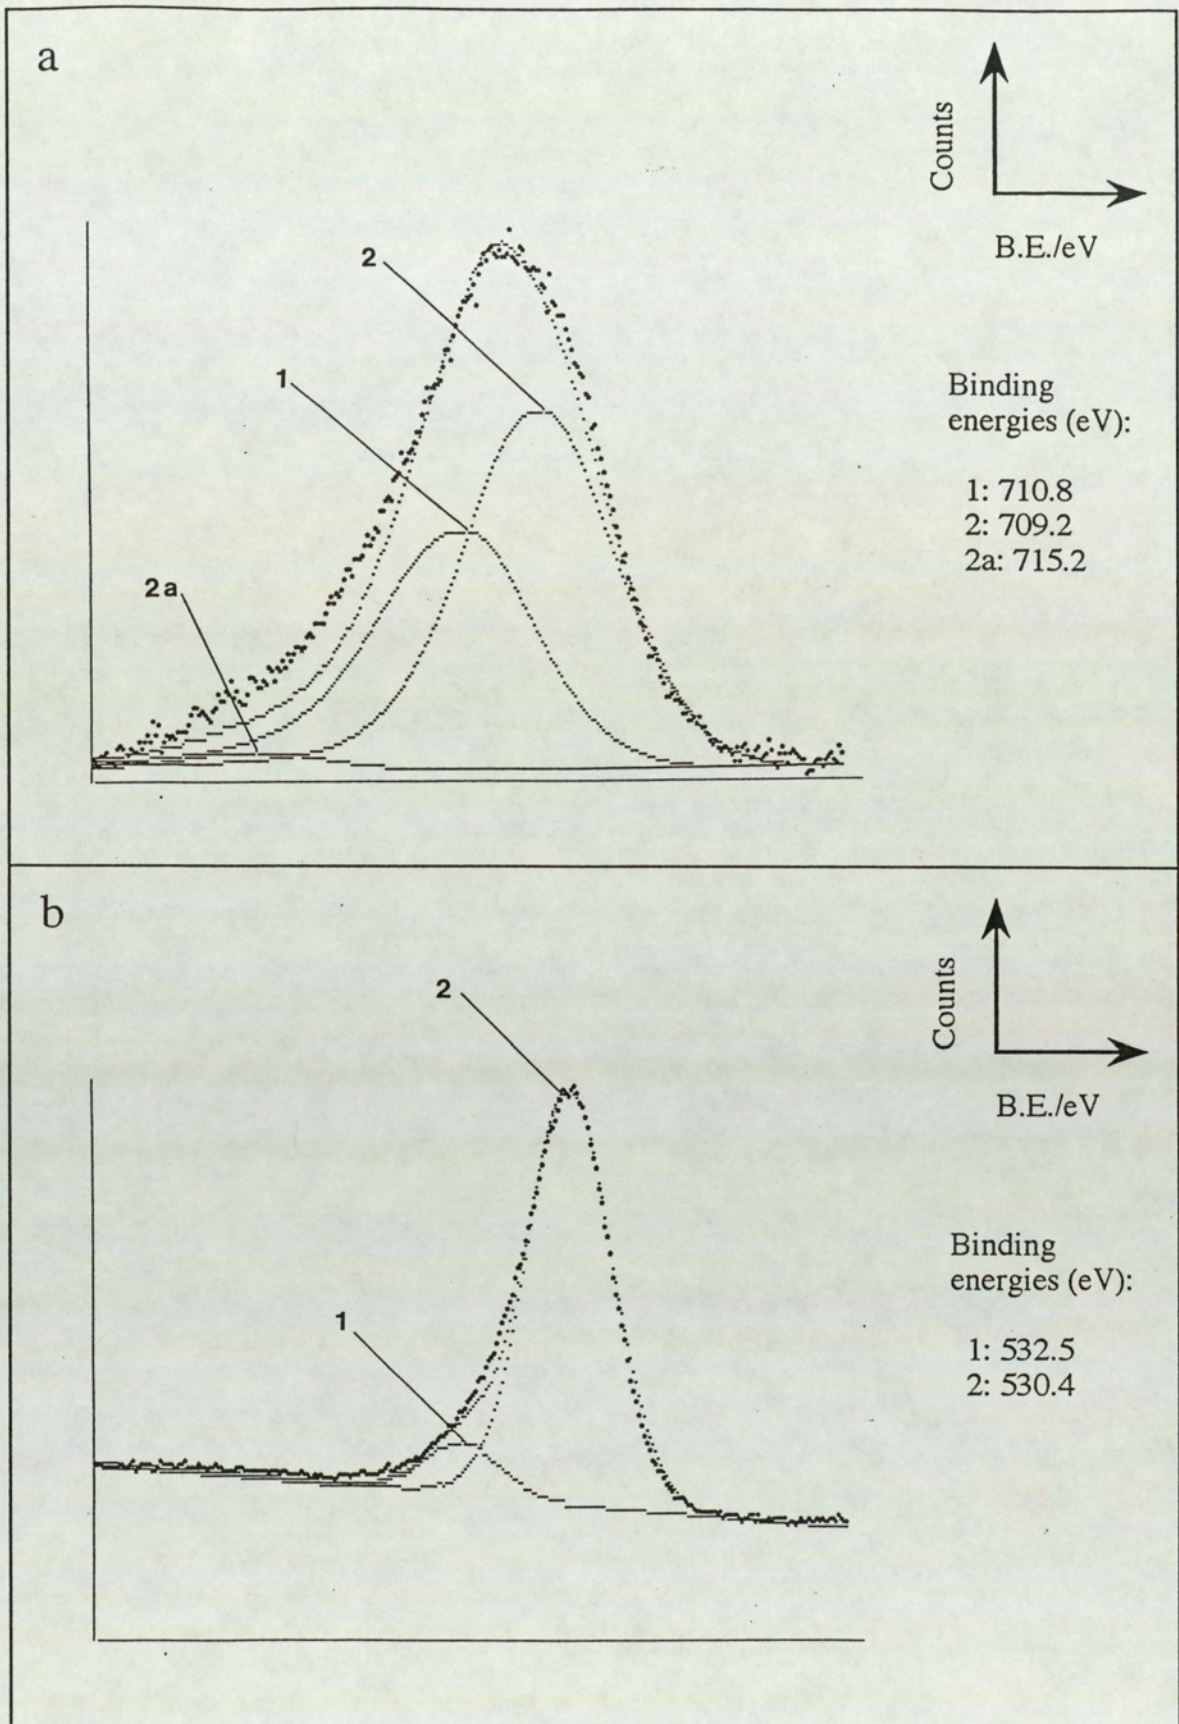 a
Counts
B.E./eV
2
1
2a
Binding
energies (eV):
1: 710.8
2: 709.2
2a: 715.2
b
Counts
B.E./eV
2
1
Binding
energies (eV):
1: 532.5
2: 530.4